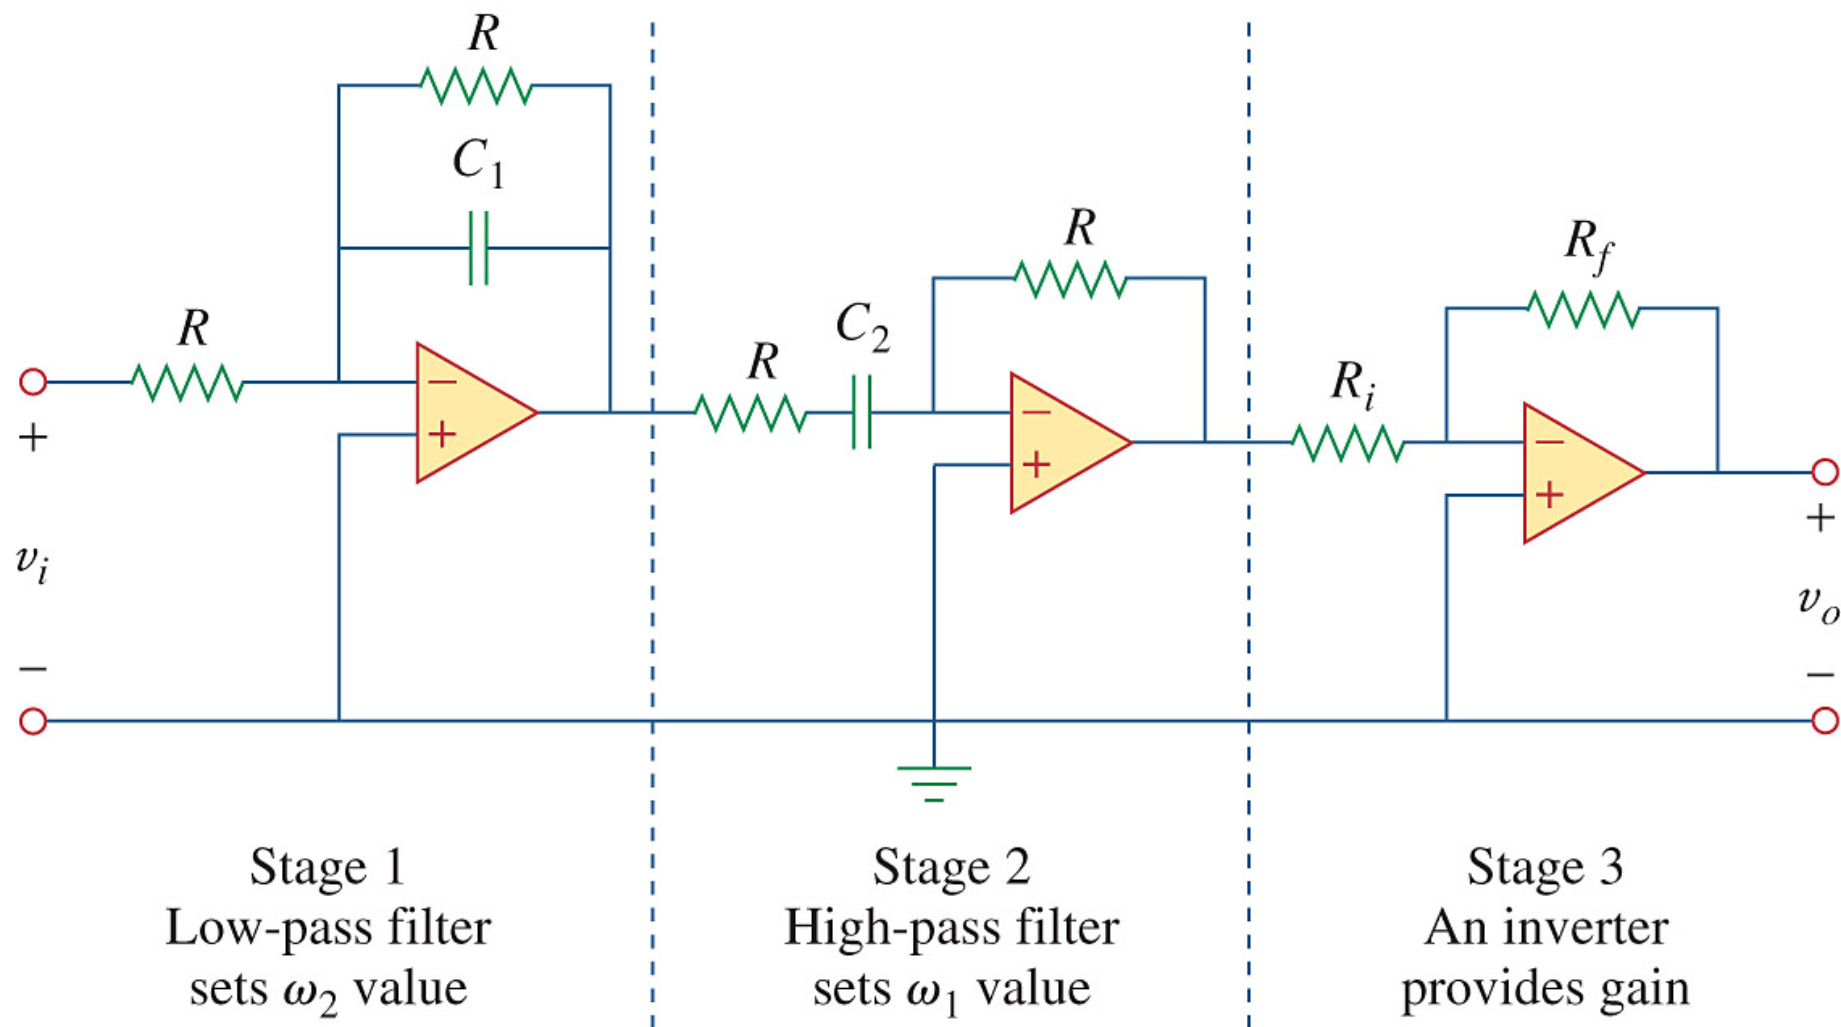 R
C₁
R
+
−
vᵢ
−
+
R
C₂
R
−
+
Rᵢ
R_f
−
+
+
vₒ
−
Stage 1
Low-pass filter
sets ω₂ value
Stage 2
High-pass filter
sets ω₁ value
Stage 3
An inverter
provides gain